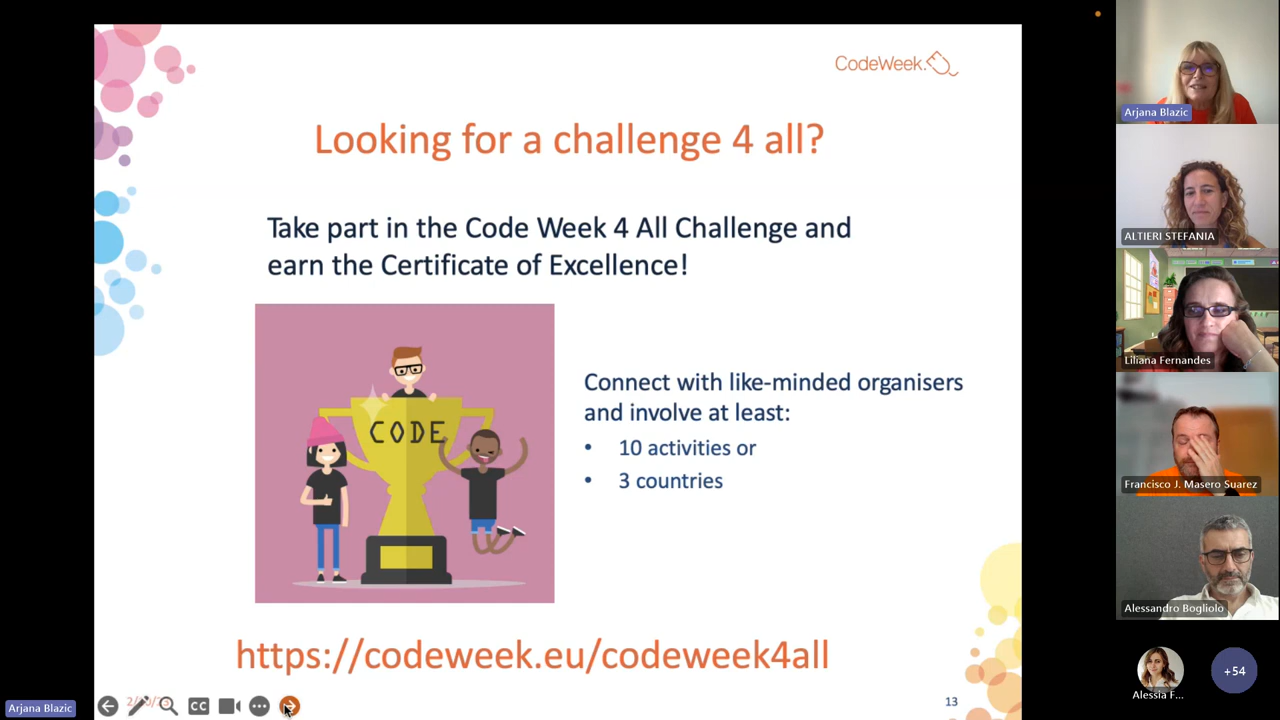 CodeWeek.
Looking for a challenge 4 all?
Take part in the Code Week 4 All Challenge and
earn the Certificate of Excellence!
CODE
Connect with like-minded organisers
and involve at least:
• 10 activities or
• 3 countries
https://codeweek.eu/codeweek4all
CC
13
Arjana Blazic
Arjana Blazic
ALTIERI STEFANIA
Liliana Fernandes
Francisco J. Masero Suarez
Alessandro Bogliolo
Alessia F...
+54